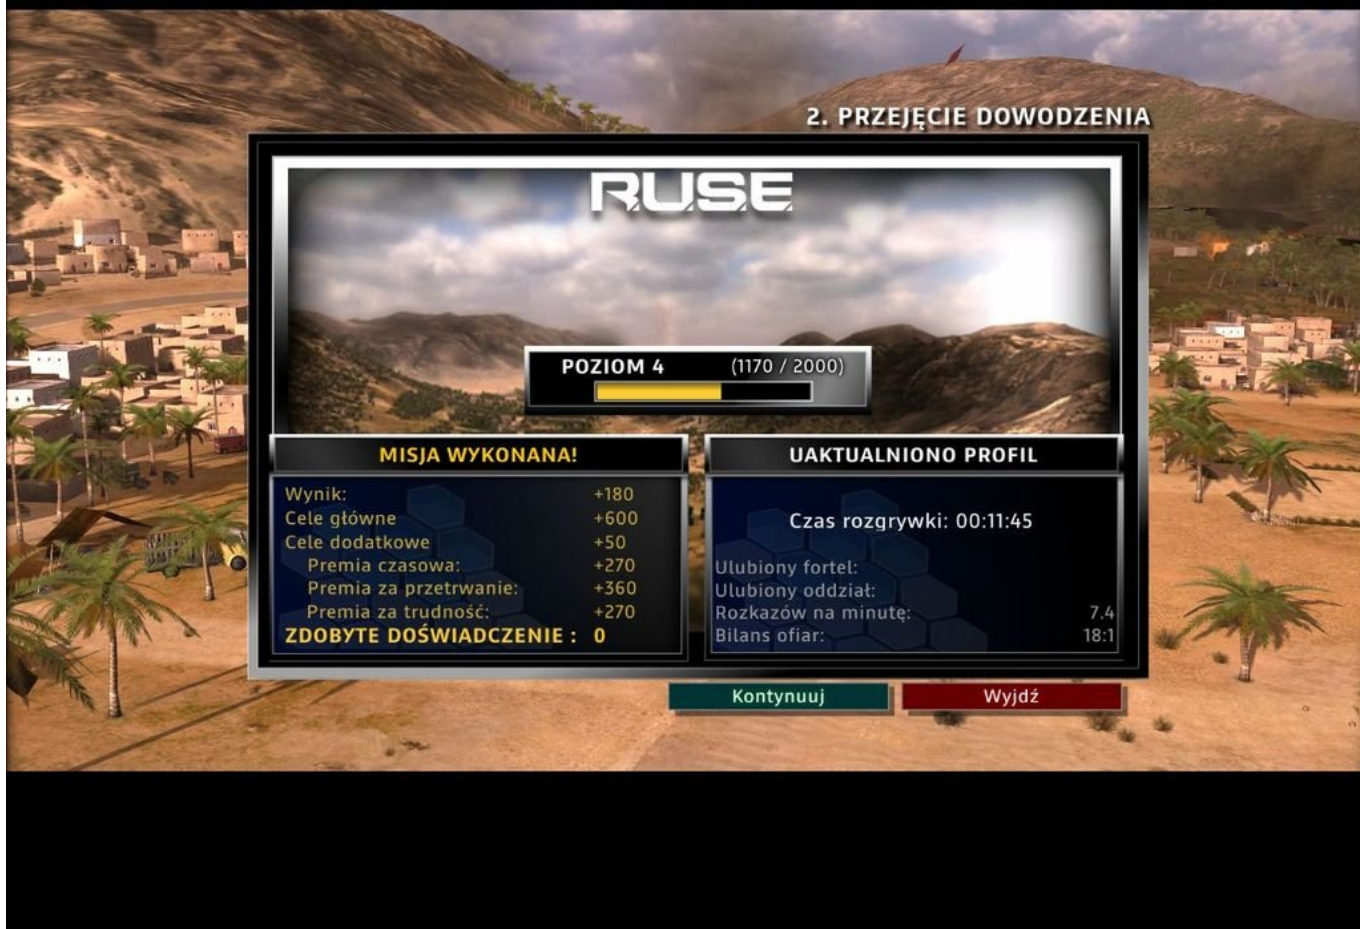 2. PRZEJĘCIE DOWODZENIA
R.U.S.E
POZIOM 4 (1170 / 2000)
MISJA WYKONANA!
Wynik: +180
Cele główne +600
Cele dodatkowe +50
Premia czasowa: +270
Premia za przetrwanie: +360
Premia za trudność: +270
ZDOBYTE DOŚWIADCZENIE : 0
UAKTUALNIONO PROFIL
Czas rozgrywki: 00:11:45
Ulubiony fortel:
Ulubiony oddział:
Rozkazów na minutę: 7.4
Bilans ofiar: 18:1
Kontynuuj
Wyjdź